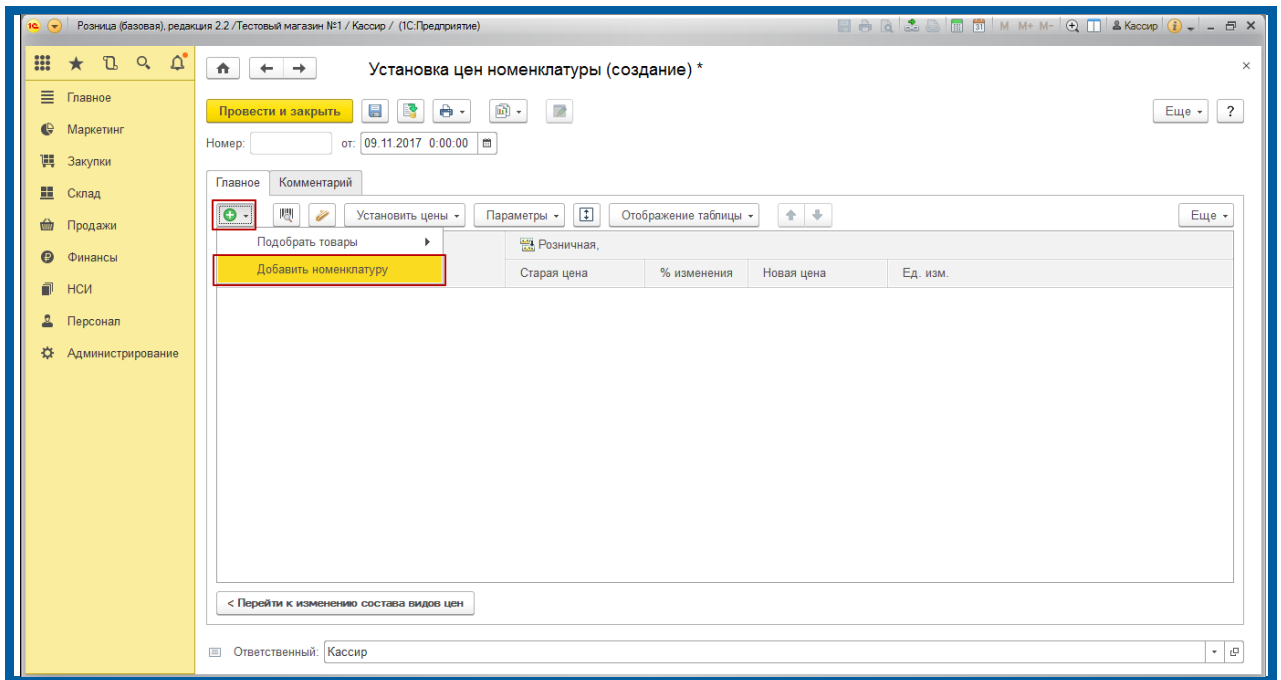 1С Розница (базовая), редакция 2.2 /Тестовый магазин №1 / Кассир / (1С:Предприятие) 31 M M+ M- Кассир
Установка цен номенклатуры (создание) *
Главное
Маркетинг
Закупки
Склад
Продажи
Финансы
НСИ
Персонал
Администрирование
Провести и закрыть Еще ?
Номер: от: 09.11.2017 0:00:00
Главное Комментарий
Установить цены Параметры Отображение таблицы Еще
Подобрать товары Розничная,
Добавить номенклатуру Старая цена % изменения Новая цена Ед. изм.
< Перейти к изменению состава видов цен
Ответственный: Кассир